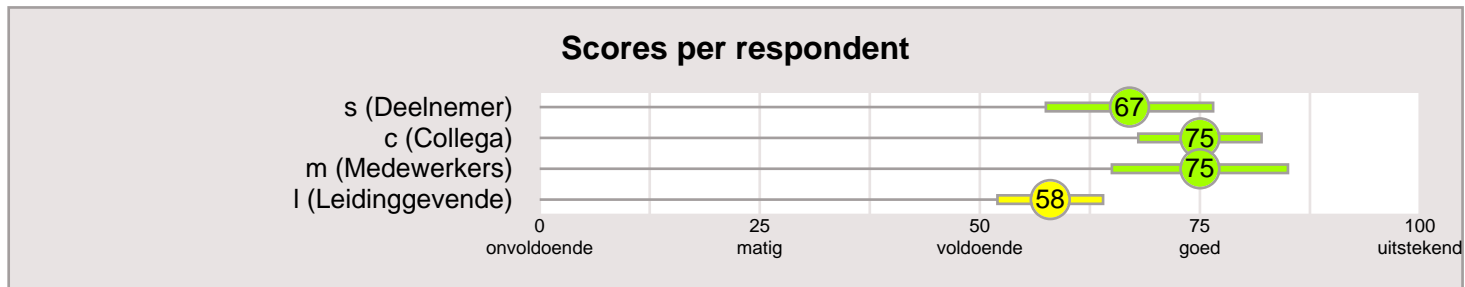 Scores per respondent
s (Deelnemer) 67
c (Collega) 75
m (Medewerkers) 75
l (Leidinggevende) 58
0 25 50 75 100
onvoldoende matig voldoende goed uitstekend